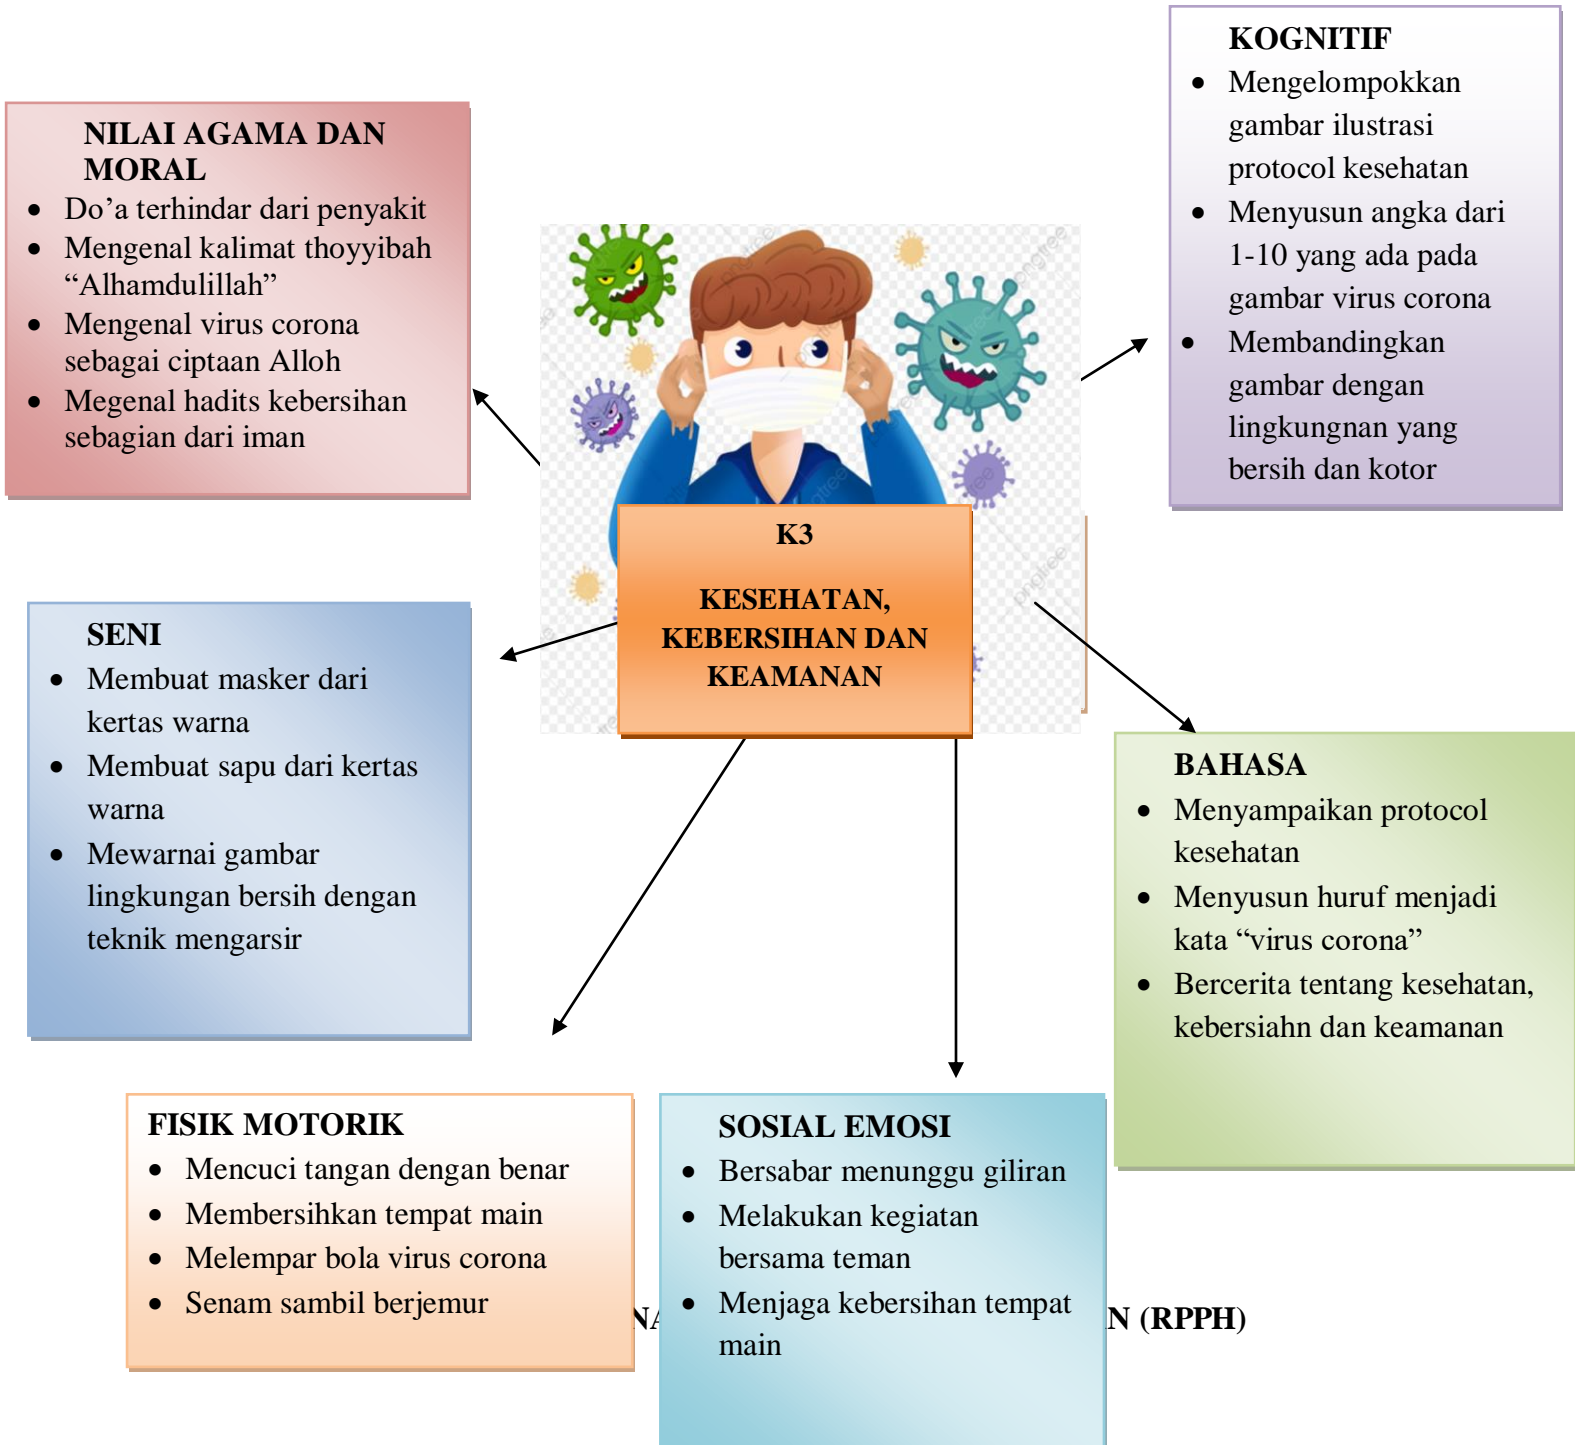 KOGNITIF
• Mengelompokkan
gambar ilustrasi
protocol kesehatan
• Menyusun angka dari
1-10 yang ada pada
gambar virus corona
• Membandingkan
gambar dengan
lingkungnan yang
bersih dan kotor
NILAI AGAMA DAN
MORAL
• Do’a terhindar dari penyakit
• Mengenal kalimat thoyyibah
“Alhamdulillah”
• Mengenal virus corona
sebagai ciptaan Alloh
• Megenal hadits kebersihan
sebagian dari iman
pngtree
pngtree
pngtree
K3
KESEHATAN,
KEBERSIHAN DAN
KEAMANAN
SENI
• Membuat masker dari
kertas warna
• Membuat sapu dari kertas
warna
• Mewarnai gambar
lingkungan bersih dengan
teknik mengarsir
BAHASA
• Menyampaikan protocol
kesehatan
• Menyusun huruf menjadi
kata “virus corona”
• Bercerita tentang kesehatan,
kebersiahn dan keamanan
FISIK MOTORIK
• Mencuci tangan dengan benar
• Membersihkan tempat main
• Melempar bola virus corona
• Senam sambil berjemur
SOSIAL EMOSI
• Bersabar menunggu giliran
• Melakukan kegiatan
bersama teman
• Menjaga kebersihan tempat
main
N (RPPH)